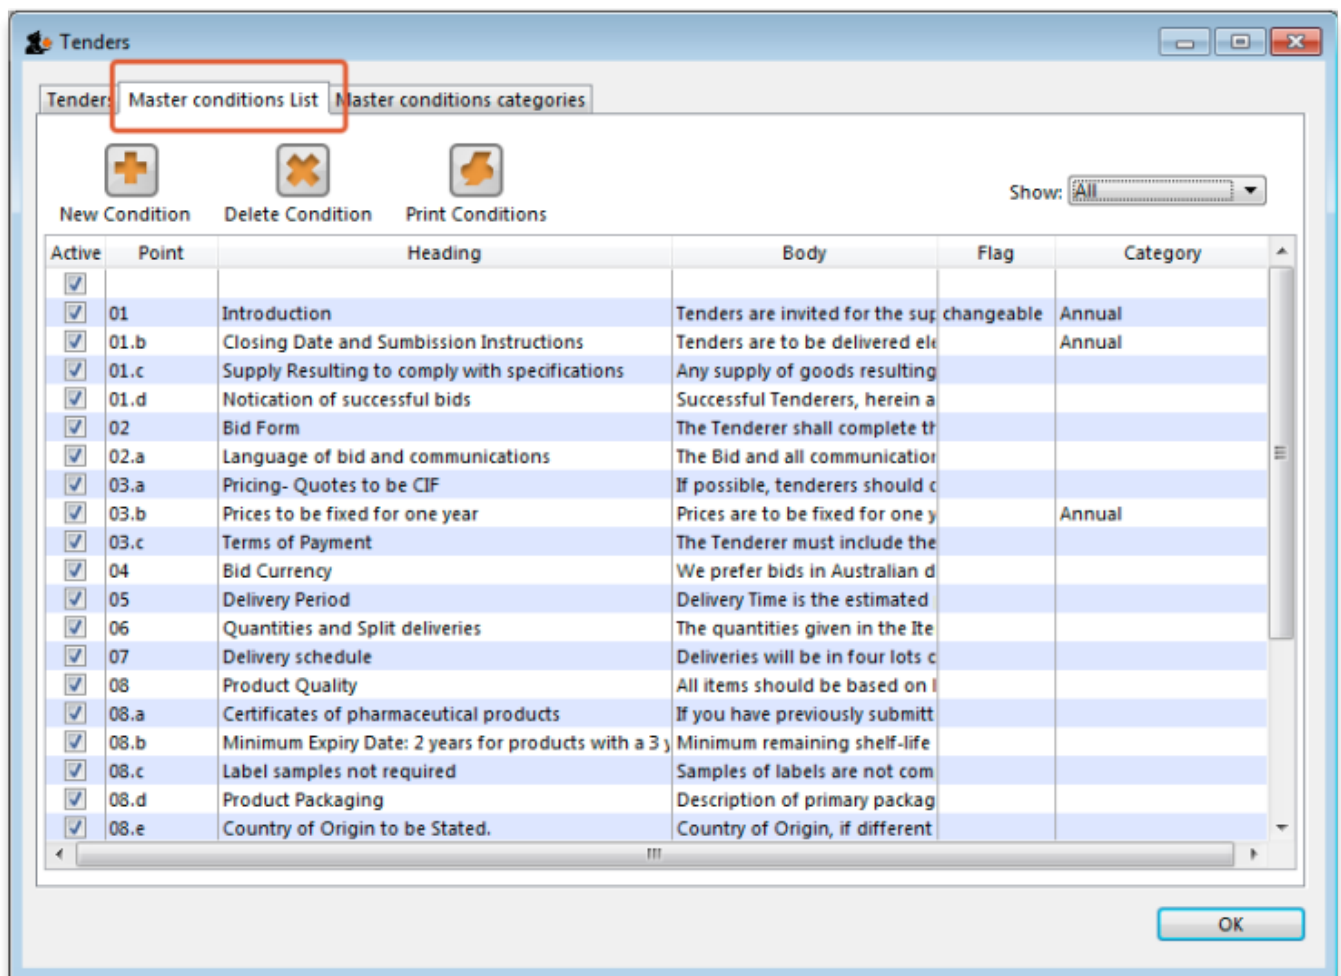 Tenders
Tenders Master conditions List Master conditions categories
New Condition Delete Condition Print Conditions Show: All
Active Point Heading Body Flag Category
01 Introduction Tenders are invited for the sup changeable Annual
01.b Closing Date and Sumbission Instructions Tenders are to be delivered ele Annual
01.c Supply Resulting to comply with specifications Any supply of goods resulting
01.d Notication of successful bids Successful Tenderers, herein a
02 Bid Form The Tenderer shall complete th
02.a Language of bid and communications The Bid and all communication
03.a Pricing- Quotes to be CIF If possible, tenderers should c
03.b Prices to be fixed for one year Prices are to be fixed for one y Annual
03.c Terms of Payment The Tenderer must include the
04 Bid Currency We prefer bids in Australian d
05 Delivery Period Delivery Time is the estimated
06 Quantities and Split deliveries The quantities given in the Ite
07 Delivery schedule Deliveries will be in four lots c
08 Product Quality All items should be based on
08.a Certificates of pharmaceutical products If you have previously submitt
08.b Minimum Expiry Date: 2 years for products with a 3 y Minimum remaining shelf-life
08.c Label samples not required Samples of labels are not com
08.d Product Packaging Description of primary packag
08.e Country of Origin to be Stated. Country of Origin, if different
OK